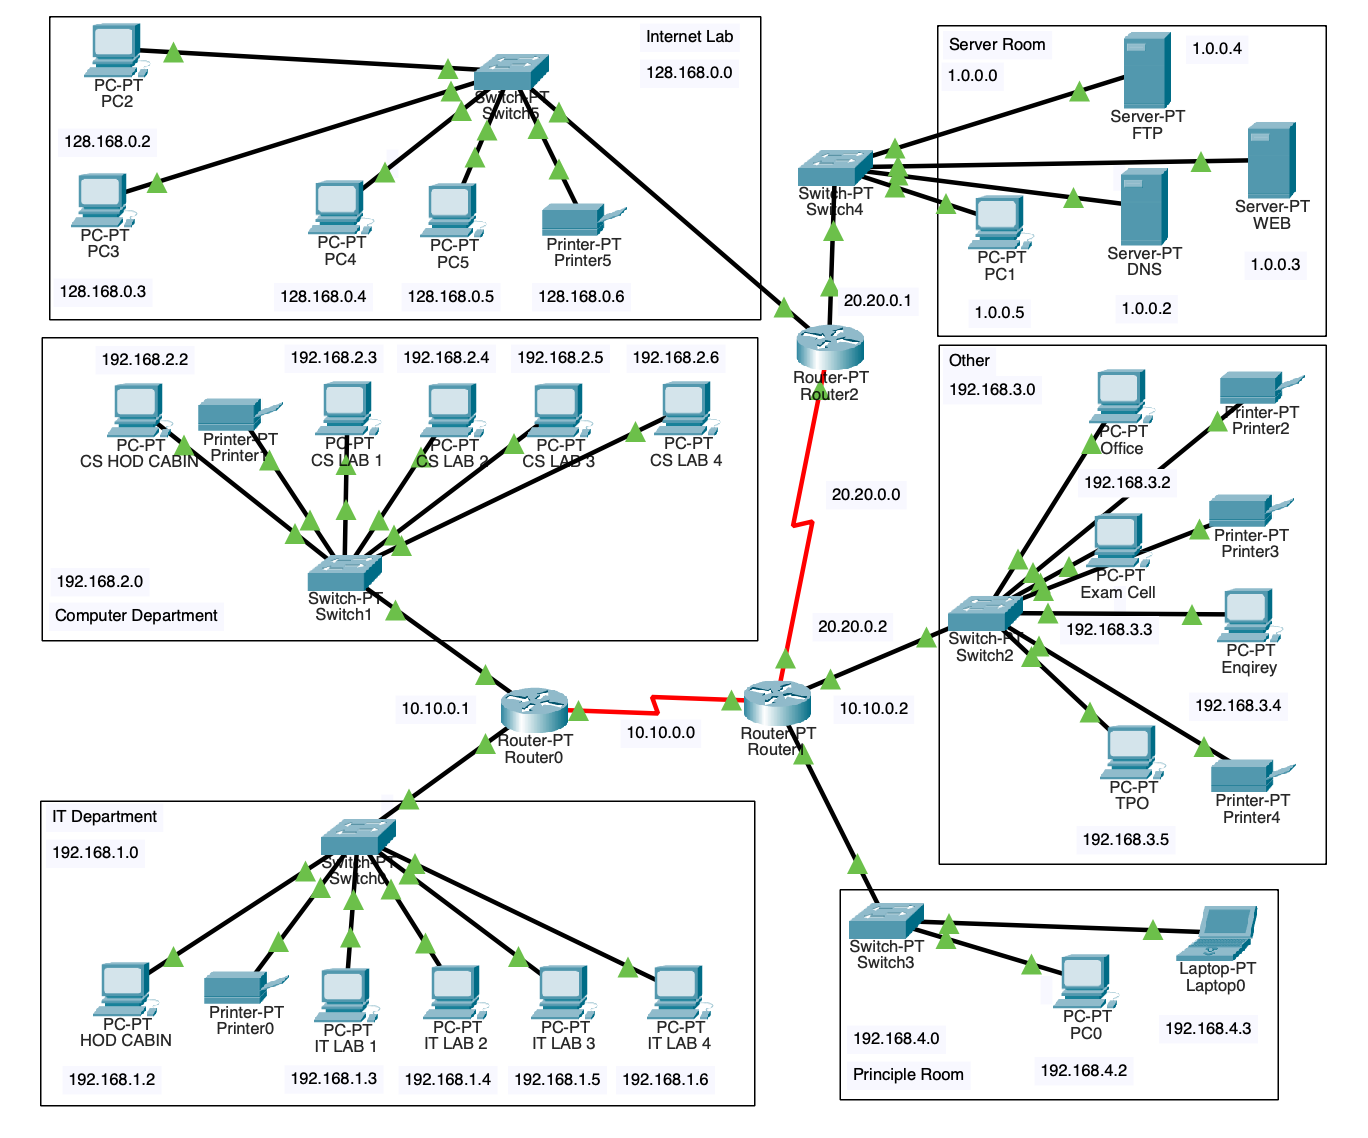 Internet Lab
128.168.0.0
PC-PT
PC2
128.168.0.2
Switch-PT
Switch5
PC-PT
PC3
128.168.0.3
PC-PT
PC4
128.168.0.4
PC-PT
PC5
128.168.0.5
Printer-PT
Printer5
128.168.0.6
Server Room
1.0.0.0
1.0.0.4
Server-PT
FTP
Switch-PT
Switch4
Server-PT
WEB
1.0.0.3
Server-PT
DNS
1.0.0.2
PC-PT
PC1
1.0.0.5
20.20.0.1
Router-PT
Router2
20.20.0.0
20.20.0.2
192.168.2.2
192.168.2.3
192.168.2.4
192.168.2.5
192.168.2.6
PC-PT
CS HOD CABIN
Printer-PT
Printer1
PC-PT
CS LAB 1
PC-PT
CS LAB 2
PC-PT
CS LAB 3
PC-PT
CS LAB 4
192.168.2.0
Computer Department
Switch-PT
Switch1
Other
192.168.3.0
PC-PT
Office
192.168.3.2
Printer-PT
Printer2
Printer-PT
Printer3
PC-PT
Exam Cell
192.168.3.3
Switch-PT
Switch2
PC-PT
Enqirey
192.168.3.4
PC-PT
TPO
192.168.3.5
Printer-PT
Printer4
10.10.0.1
Router-PT
Router0
10.10.0.0
Router-PT
Router1
10.10.0.2
IT Department
192.168.1.0
Switch-PT
Switch0
PC-PT
HOD CABIN
192.168.1.2
Printer-PT
Printer0
PC-PT
IT LAB 1
192.168.1.3
PC-PT
IT LAB 2
192.168.1.4
PC-PT
IT LAB 3
192.168.1.5
PC-PT
IT LAB 4
192.168.1.6
Switch-PT
Switch3
Laptop-PT
Laptop0
192.168.4.3
PC-PT
PC0
192.168.4.2
192.168.4.0
Principle Room